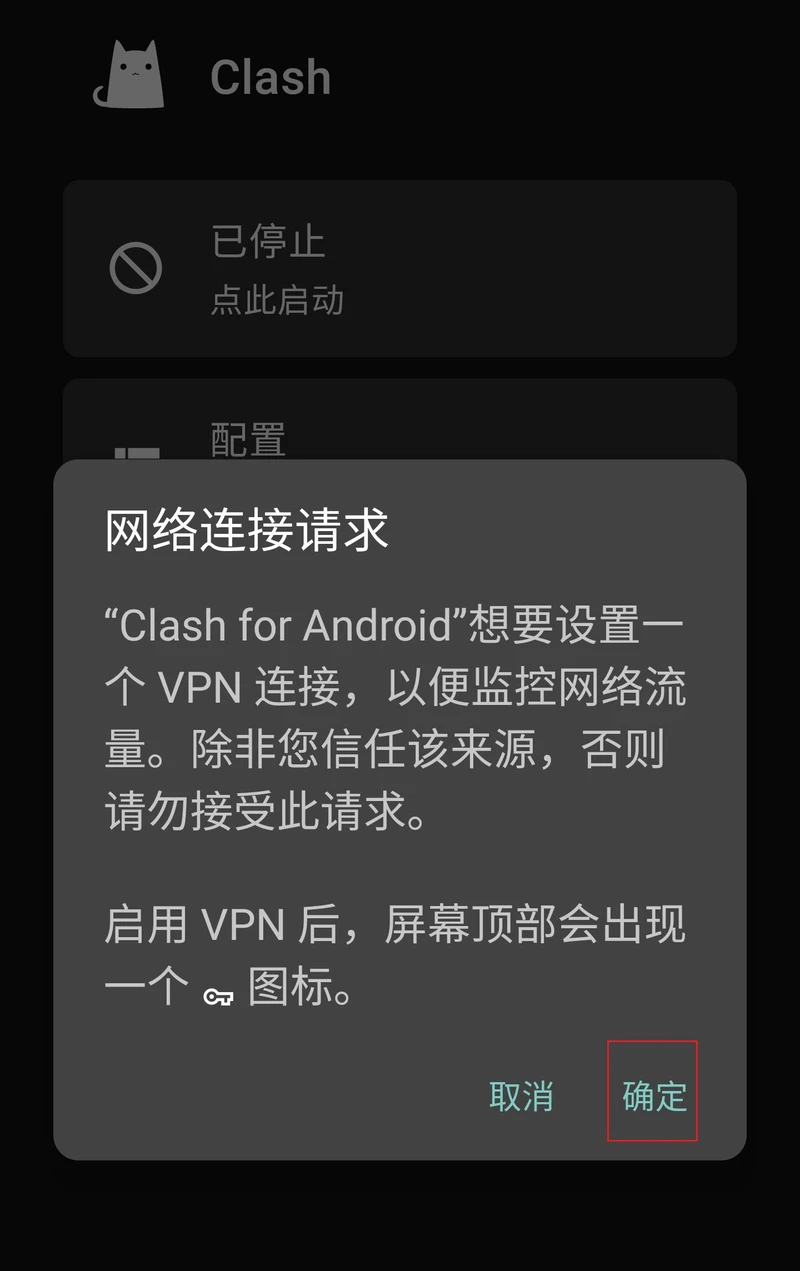 Clash
已停止
点此启动
配置
网络连接请求
“Clash for Android”想要设置一
个 VPN 连接，以便监控网络流
量。除非您信任该来源，否则
请勿接受此请求。
启用 VPN 后，屏幕顶部会出现
一个 图标。
取消
确定